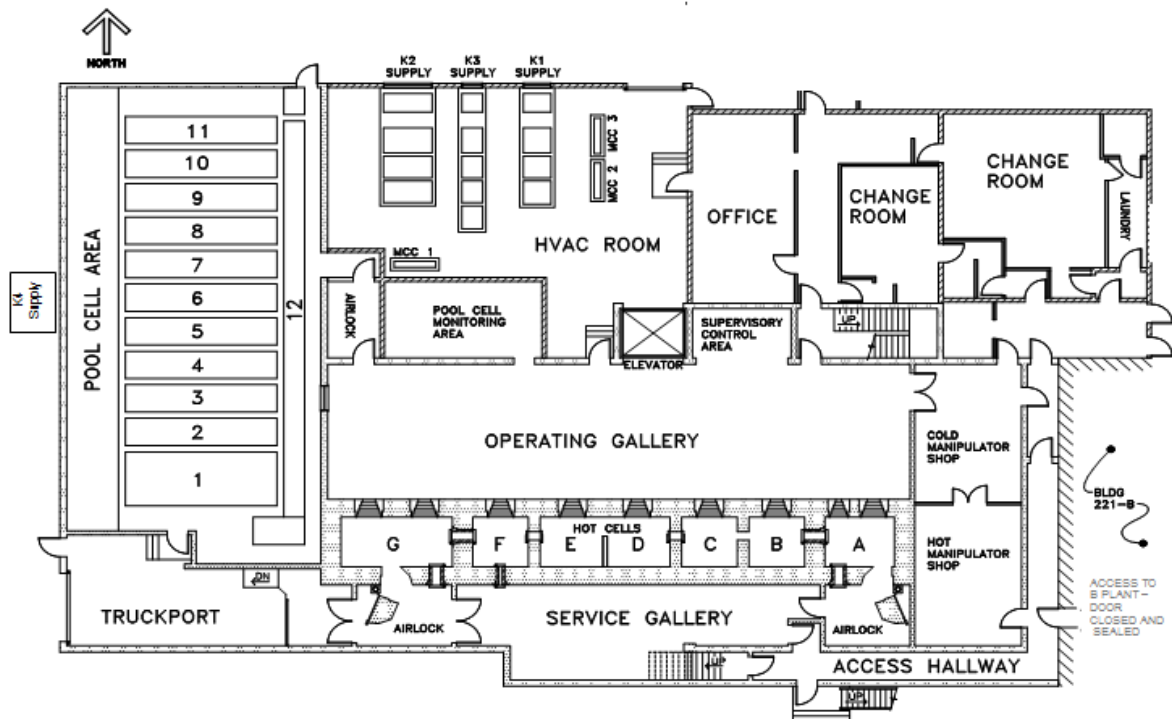 NORTH
K2
SUPPLY
K3
SUPPLY
K1
SUPPLY
MCC 3
MCC 2
MCC 1
HVAC ROOM
OFFICE
CHANGE
ROOM
CHANGE
ROOM
LAUNDRY
K4
Supply
POOL CELL AREA
11
10
9
8
7
6
5
4
3
2
1
12
AIRLOCK
POOL CELL
MONITORING
AREA
ELEVATOR
SUPERVISORY
CONTROL
AREA
UP
OPERATING GALLERY
COLD
MANIPULATOR
SHOP
BLDG
221-B
HOT CELLS
G
F
E
D
C
B
A
HOT
MANIPULATOR
SHOP
ACCESS TO
B PLANT –
DOOR
CLOSED AND
SEALED
DN
TRUCKPORT
AIRLOCK
SERVICE GALLERY
AIRLOCK
UP
ACCESS HALLWAY
UP